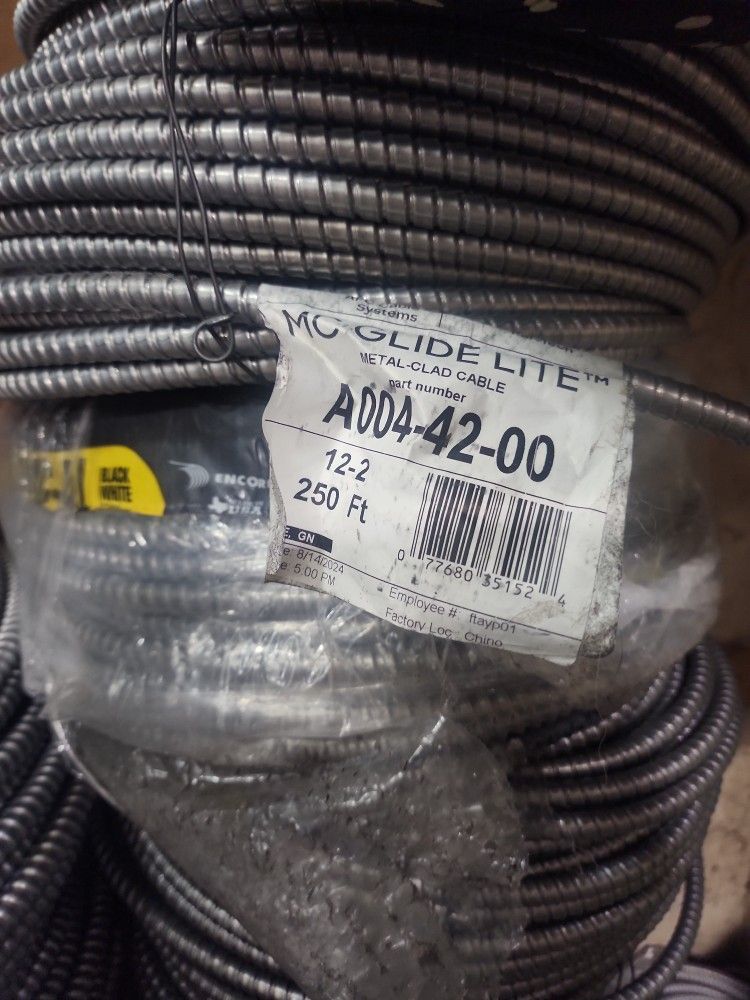 Systems
MC GLIDE LITE™
METAL-CLAD CABLE
part number
A004-42-00
12-2
250 Ft
E, GN
e: 8/14/2024
e: 5:00 PM
0 77680 35152 4
Employee # ftayp01
Factory Loc Chino
BLACK
WHITE
ENCOR
USA